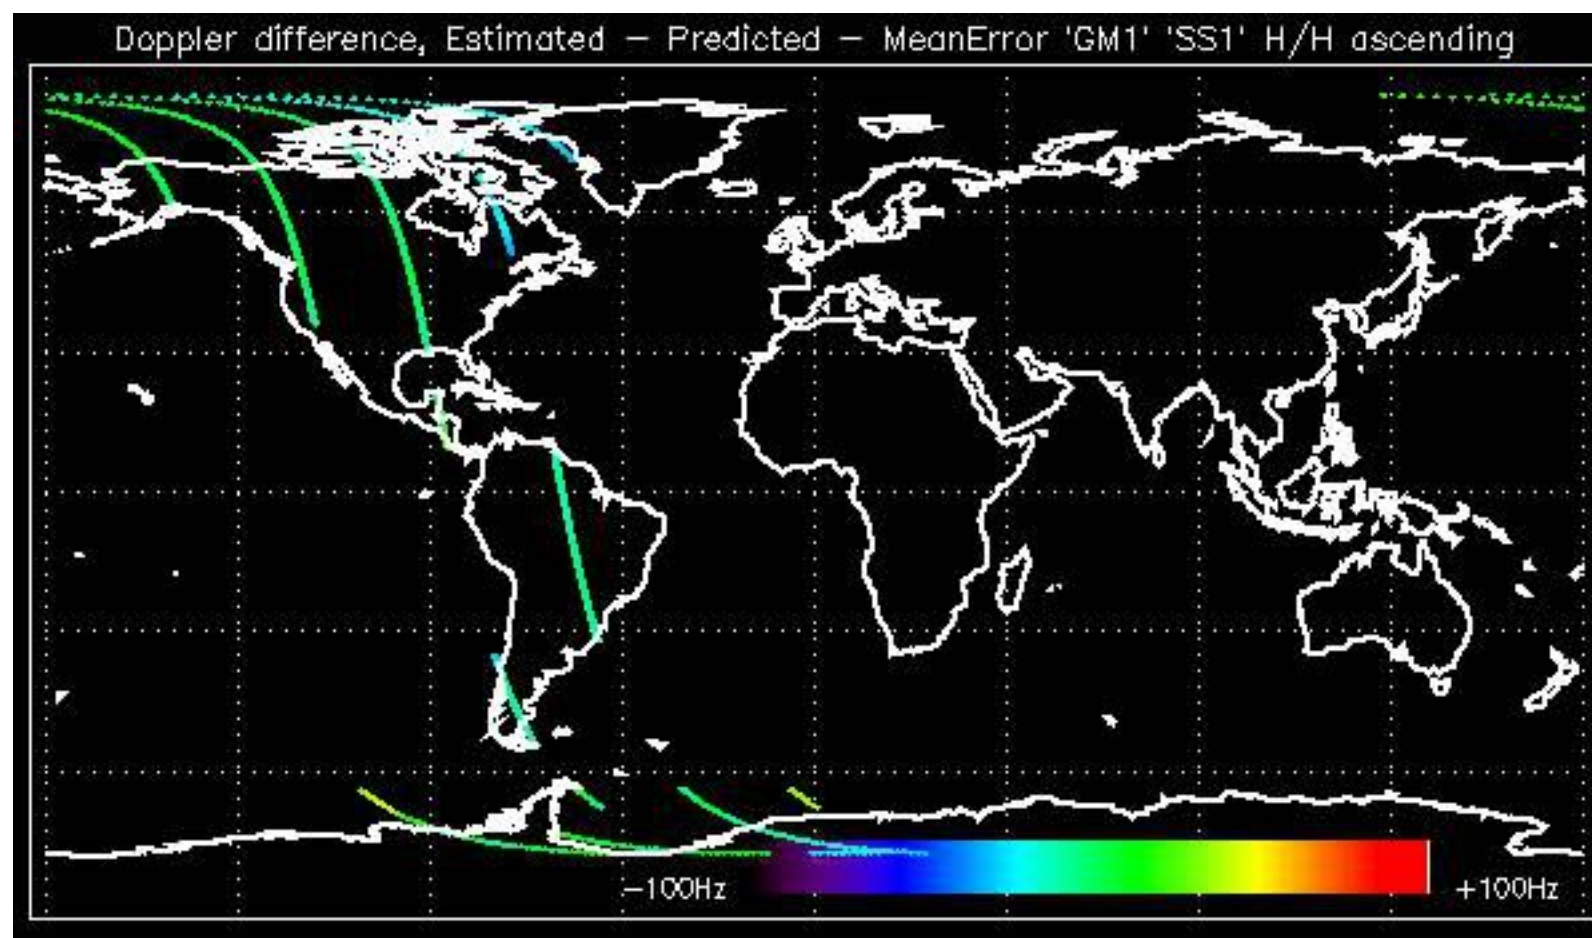 Doppler difference, Estimated – Predicted – MeanError 'GM1' 'SS1' H/H ascending
–100Hz
+100Hz